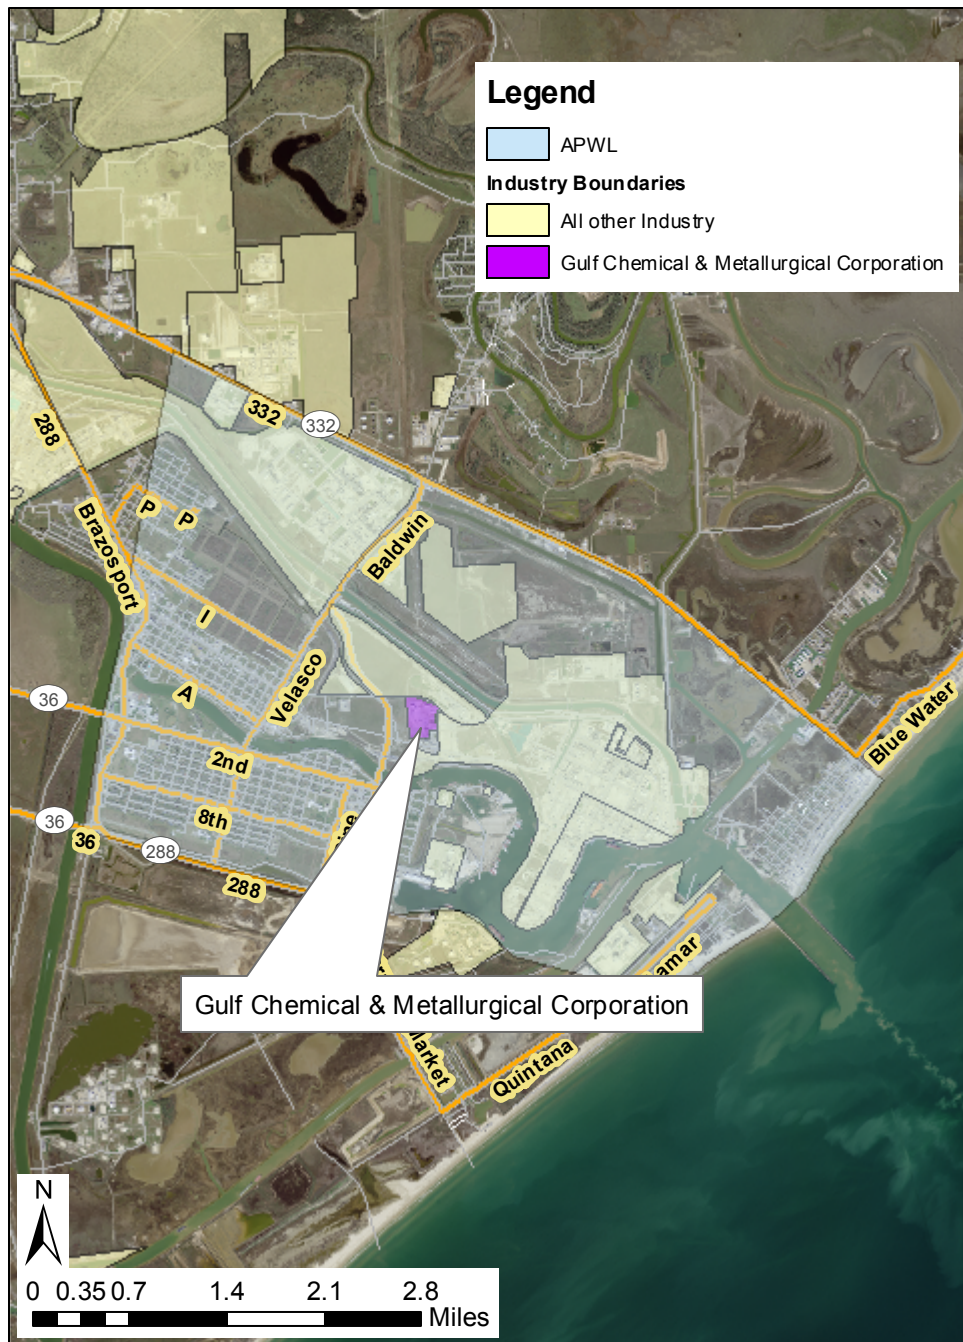 Legend
APWL
Industry Boundaries
All other Industry
Gulf Chemical & Metallurgical Corporation
332
332
288
P
P
Brazosport
Baldwin
I
Velasco
A
36
2nd
Blue Water
8th
36
36
288
288
Gulf Chemical & Metallurgical Corporation
Market
Quintana
N
0 0.35 0.7 1.4 2.1 2.8
Miles